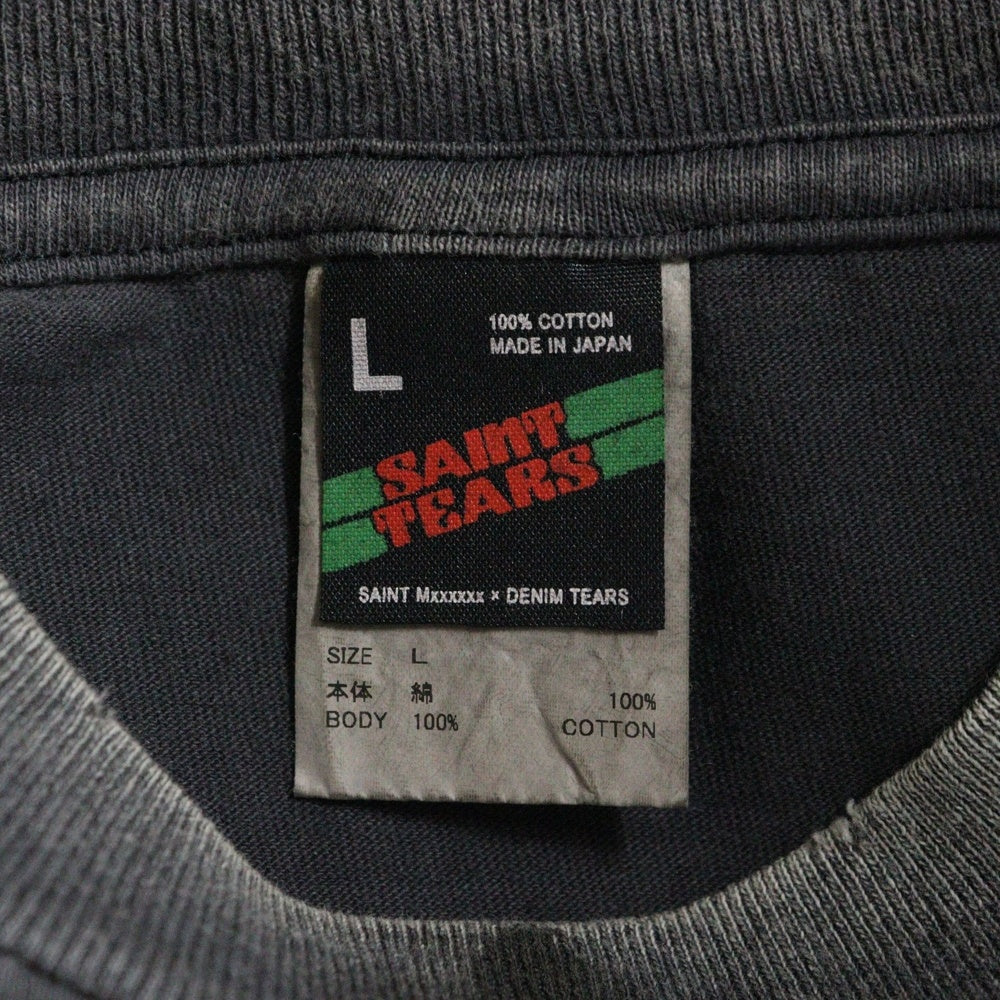 L
100% COTTON
MADE IN JAPAN
SAINT
TEARS
SAINT Mxxxxxx × DENIM TEARS
SIZE L
本体 綿 100%
BODY 100% COTTON